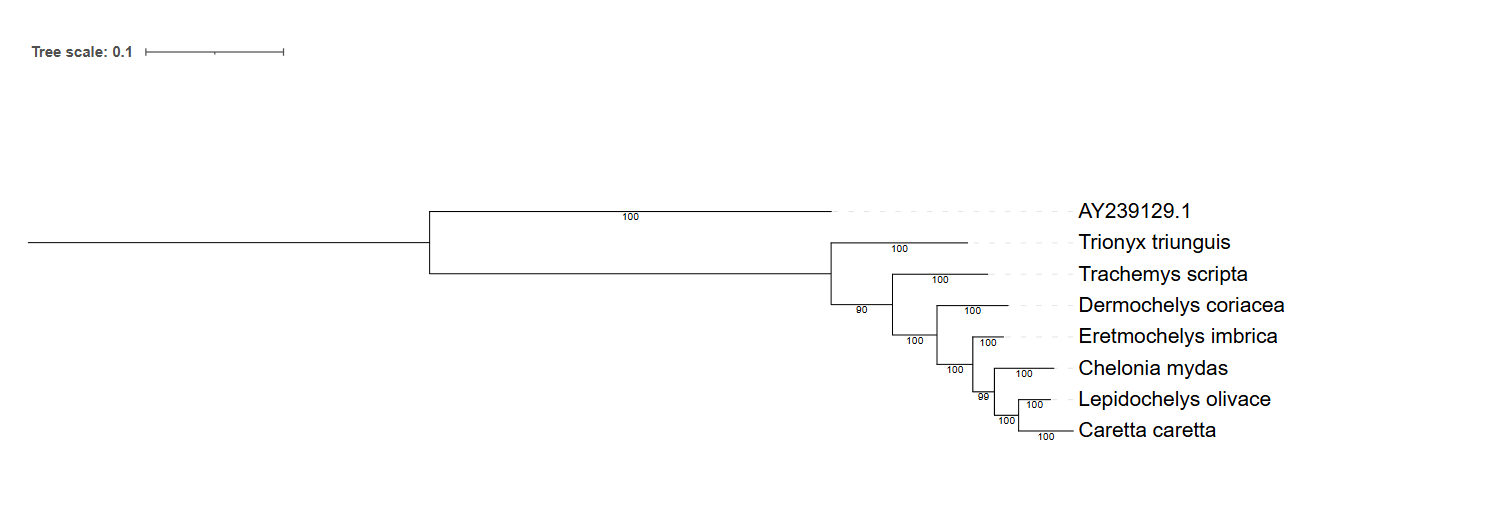 Tree scale: 0.1
100
AY239129.1
100
Trionyx triunguis
100
Trachemys scripta
90
100
Dermochelys coriacea
100
100
Eretmochelys imbrica
100
100
Chelonia mydas
99
100
Lepidochelys olivace
100
100
Caretta caretta